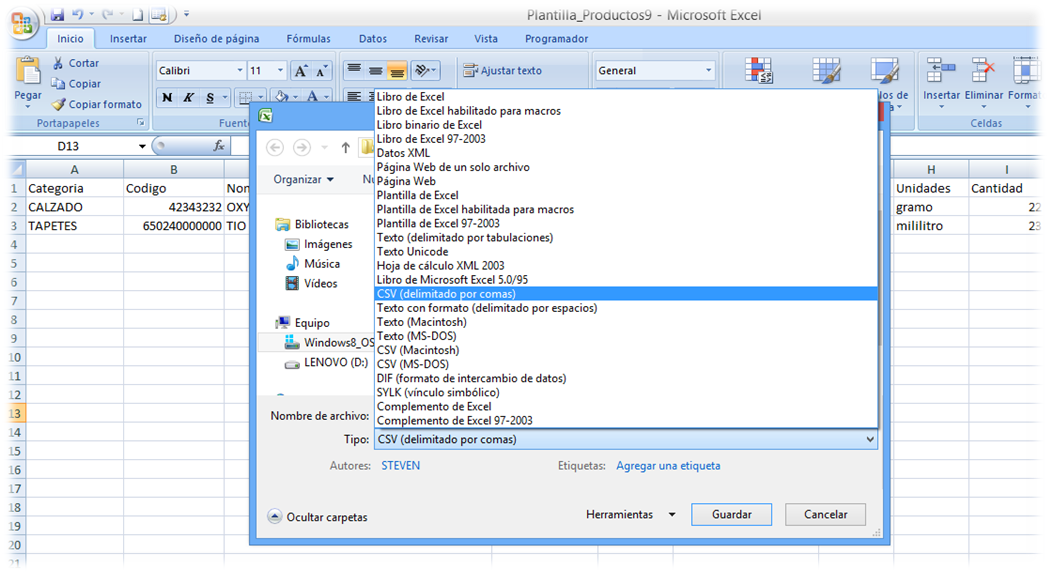 Plantilla_Productos9 - Microsoft Excel
Inicio Insertar Diseño de página Fórmulas Datos Revisar Vista Programador
Pegar
Cortar
Copiar
Copiar formato
Portapapeles
Calibri 11
N K S A
Fuent
Ajustar texto
General
los de
Insertar Eliminar Forma
Celdas
D13 fx
A B H I
1 Categoria Codigo Non Unidades Cantidad
2 CALZADO 42343232 OXY gramo 22
3 TAPETES 650240000000 TIO mililitro 23
4
5
6
7
8
9
10
11
12
13
14
15
16
17
18
19
20
21
Organizar Nu
Bibliotecas
Imágenes
Música
Vídeos
Equipo
Windows8_OS
LENOVO (D:)
Libro de Excel
Libro de Excel habilitado para macros
Libro binario de Excel
Libro de Excel 97-2003
Datos XML
Página Web de un solo archivo
Página Web
Plantilla de Excel
Plantilla de Excel habilitada para macros
Plantilla de Excel 97-2003
Texto (delimitado por tabulaciones)
Texto Unicode
Hoja de cálculo XML 2003
Libro de Microsoft Excel 5.0/95
CSV (delimitado por comas)
Texto con formato (delimitado por espacios)
Texto (Macintosh)
Texto (MS-DOS)
CSV (Macintosh)
CSV (MS-DOS)
DIF (formato de intercambio de datos)
SYLK (vínculo simbólico)
Complemento de Excel
Complemento de Excel 97-2003
Nombre de archivo:
Tipo: CSV (delimitado por comas)
Autores: STEVEN Etiquetas: Agregar una etiqueta
Ocultar carpetas Herramientas Guardar Cancelar